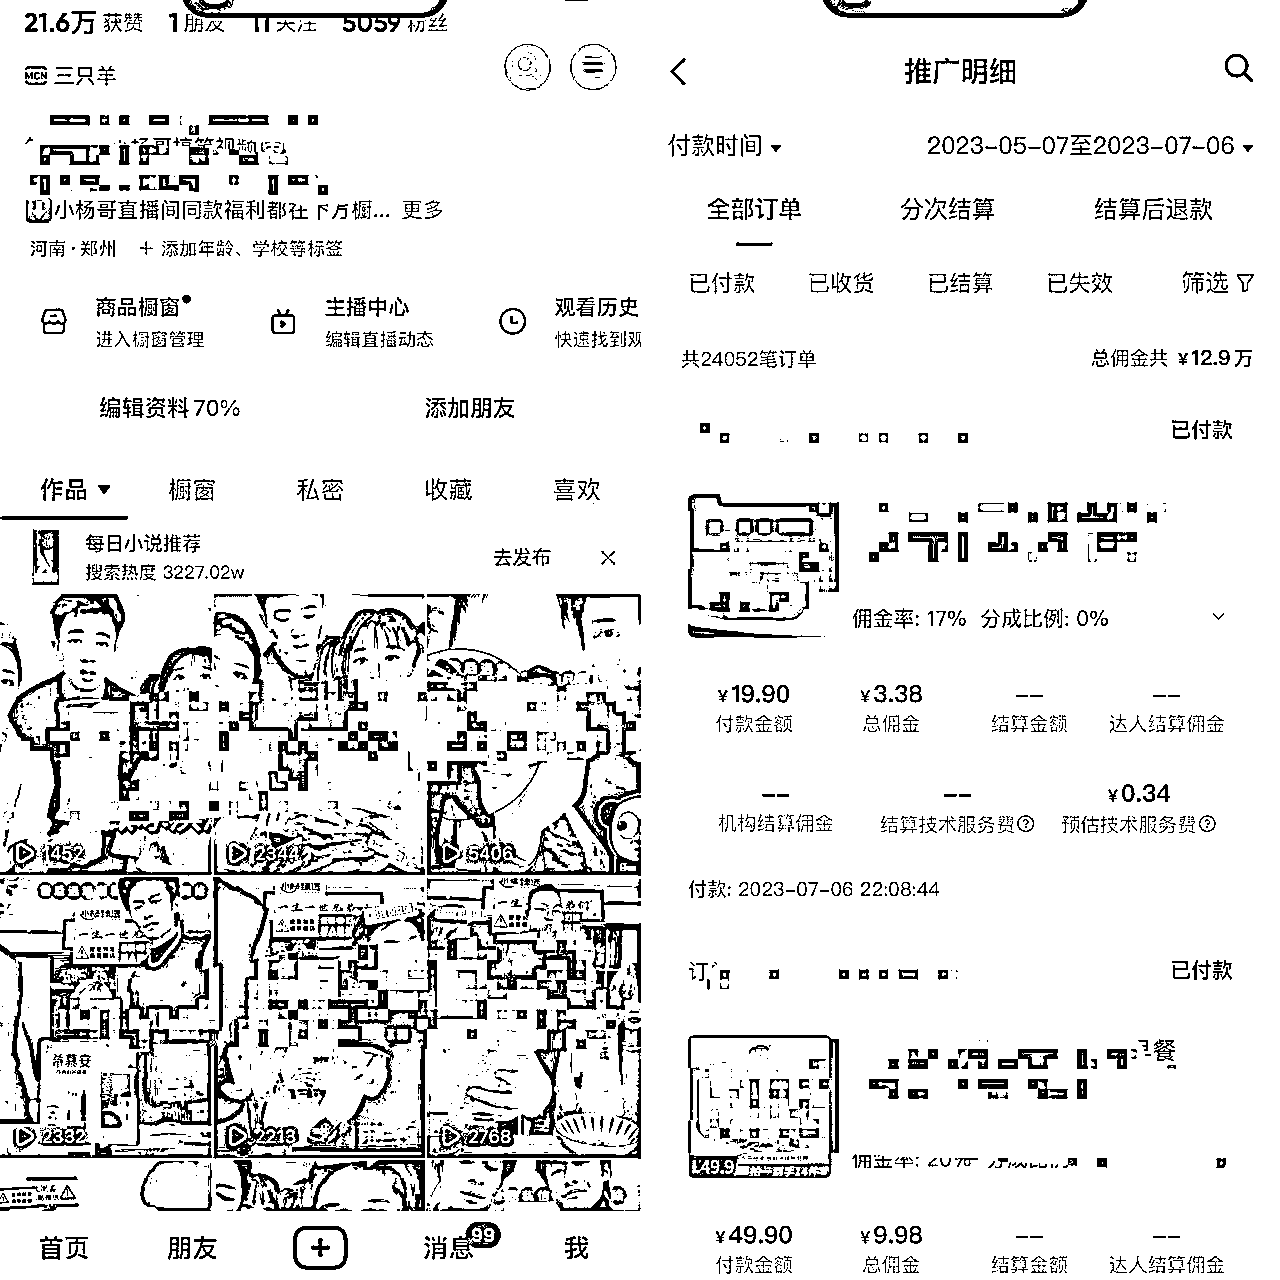 21.6万 获赞 1朋友 11关注 5059 粉丝
MCN 三只羊
小杨哥直播间同款福利都在下方橱... 更多
河南·郑州 + 添加年龄、学校等标签
商品橱窗 主播中心 观看历史
进入橱窗管理 编辑直播动态 快速找到观
编辑资料 70% 添加朋友
作品 橱窗 私密 收藏 喜欢
每日小说推荐
搜索热度 3227.02w
去发布
1452 2344 5406
一生一世
2332 2213 2768
首页 朋友 消息 99 我
推广明细
付款时间 2023-05-07至2023-07-06
全部订单 分次结算 结算后退款
已付款 已收货 已结算 已失效 筛选
共24052笔订单 总佣金共 ¥12.9万
已付款
佣金率: 17% 分成比例: 0%
¥19.90 ¥3.38 -- --
付款金额 总佣金 结算金额 达人结算佣金
-- -- ¥0.34
机构结算佣金 结算技术服务费? 预估技术服务费?
付款: 2023-07-06 22:08:44
已付款
早餐
149.9
佣金率: 20%
¥49.90 ¥9.98 -- --
付款金额 总佣金 结算金额 达人结算佣金